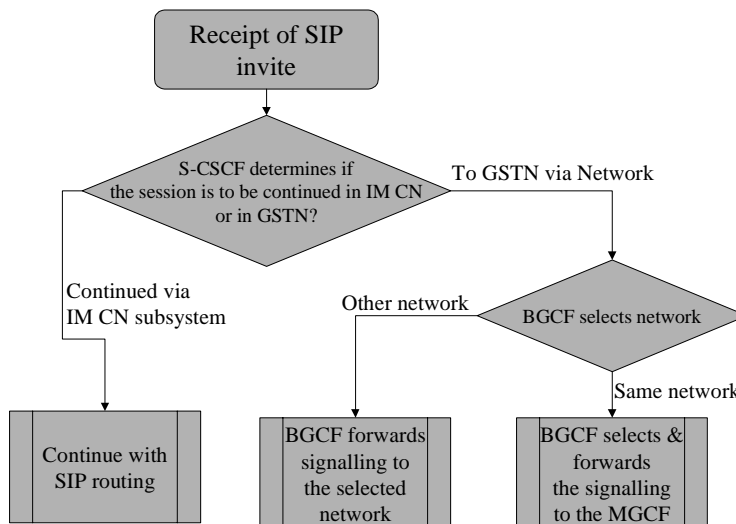 Receipt of SIP
invite
S-CSCF determines if
the session is to be continued in IM CN
or in GSTN?
To GSTN via Network
Continued via
IM CN subsystem
Other network
BGCF selects network
Same network
Continue with
SIP routing
BGCF forwards
signalling to
the selected
network
BGCF selects &
forwards
the signalling
to the MGCF